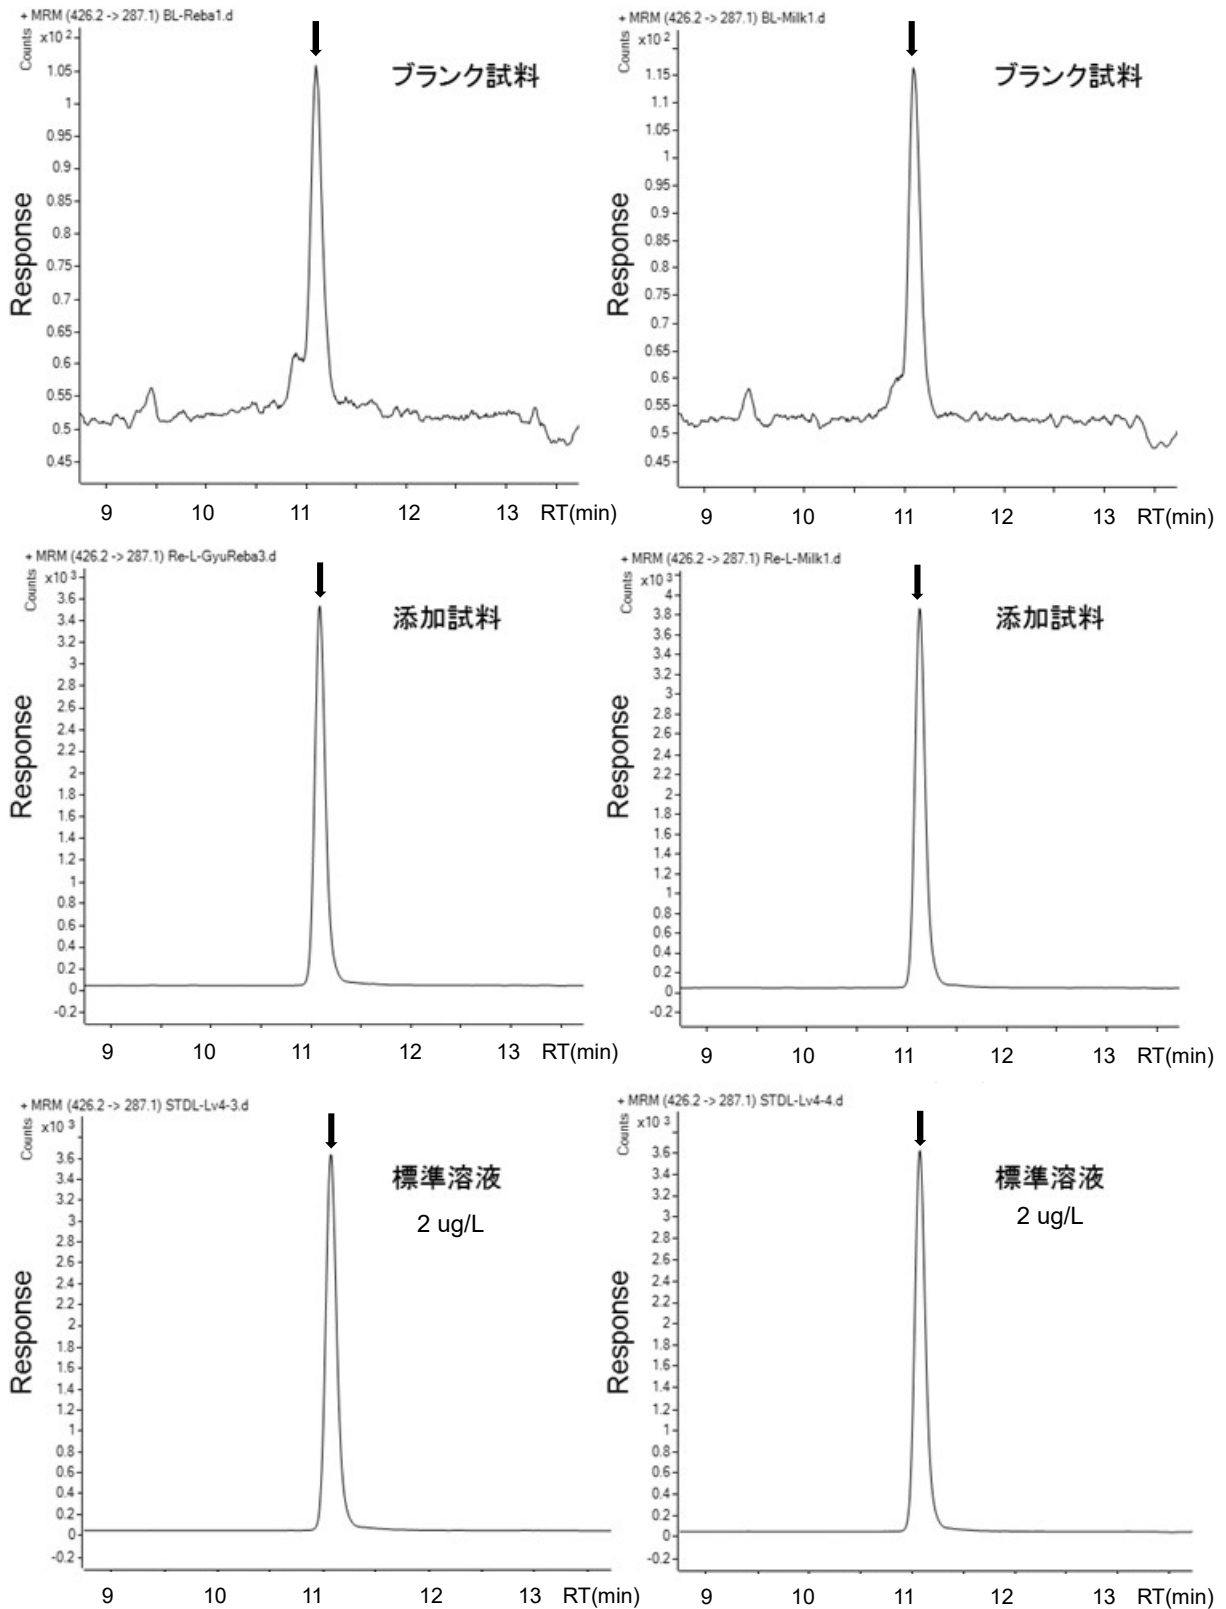 + MRM (426.2 -> 287.1) BL-Reba1.d
Counts
x10 2
1.05
1
0.95
0.9
0.85
0.8
0.75
0.7
0.65
0.6
0.55
0.5
0.45
Response
ブランク試料
9 10 11 12 13 RT(min)
+ MRM (426.2 -> 287.1) BL-Milk1.d
Counts
x10 2
1.15
1.1
1.05
1
0.95
0.9
0.85
0.8
0.75
0.7
0.65
0.6
0.55
0.5
0.45
Response
ブランク試料
9 10 11 12 13 RT(min)
+ MRM (426.2 -> 287.1) Re-L-GyuReba3.d
Counts
x10 3
3.6
3.4
3.2
3
2.8
2.6
2.4
2.2
2
1.8
1.6
1.4
1.2
1
0.8
0.6
0.4
0.2
0
-0.2
Response
添加試料
9 10 11 12 13 RT(min)
+ MRM (426.2 -> 287.1) Re-L-Milk1.d
Counts
x10 3
4
3.8
3.6
3.4
3.2
3
2.8
2.6
2.4
2.2
2
1.8
1.6
1.4
1.2
1
0.8
0.6
0.4
0.2
0
-0.2
Response
添加試料
9 10 11 12 13 RT(min)
+ MRM (426.2 -> 287.1) STDL-Lv4-3.d
Counts
x10 3
3.6
3.4
3.2
3
2.8
2.6
2.4
2.2
2
1.8
1.6
1.4
1.2
1
0.8
0.6
0.4
0.2
0
-0.2
Response
標準溶液
2 ug/L
9 10 11 12 13 RT(min)
+ MRM (426.2 -> 287.1) STDL-Lv4-4.d
Counts
x10 3
3.6
3.4
3.2
3
2.8
2.6
2.4
2.2
2
1.8
1.6
1.4
1.2
1
0.8
0.6
0.4
0.2
0
-0.2
Response
標準溶液
2 ug/L
9 10 11 12 13 RT(min)